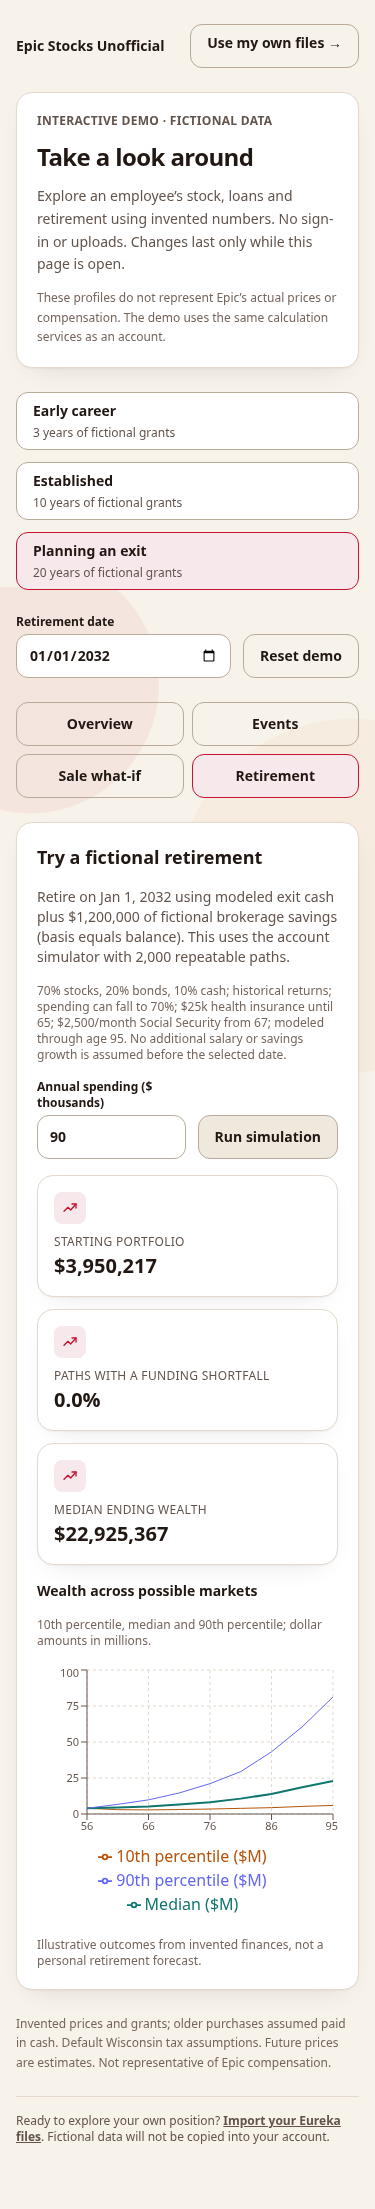 Epic Stocks Unofficial
Use my own files →
INTERACTIVE DEMO · FICTIONAL DATA
Take a look around
Explore an employee’s stock, loans and
retirement using invented numbers. No sign-
in or uploads. Changes last only while this
page is open.
These profiles do not represent Epic’s actual prices or
compensation. The demo uses the same calculation
services as an account.
Early career
3 years of fictional grants
Established
10 years of fictional grants
Planning an exit
20 years of fictional grants
Retirement date
01/01/2032
Reset demo
Overview
Events
Sale what-if
Retirement
Try a fictional retirement
Retire on Jan 1, 2032 using modeled exit cash
plus $1,200,000 of fictional brokerage savings
(basis equals balance). This uses the account
simulator with 2,000 repeatable paths.
70% stocks, 20% bonds, 10% cash; historical returns;
spending can fall to 70%; $25k health insurance until
65; $2,500/month Social Security from 67; modeled
through age 95. No additional salary or savings
growth is assumed before the selected date.
Annual spending ($
thousands)
90
Run simulation
STARTING PORTFOLIO
$3,950,217
PATHS WITH A FUNDING SHORTFALL
0.0%
MEDIAN ENDING WEALTH
$22,925,367
Wealth across possible markets
10th percentile, median and 90th percentile; dollar
amounts in millions.
100
75
50
25
0
56 66 76 86 95
10th percentile ($M)
90th percentile ($M)
Median ($M)
Illustrative outcomes from invented finances, not a
personal retirement forecast.
Invented prices and grants; older purchases assumed paid
in cash. Default Wisconsin tax assumptions. Future prices
are estimates. Not representative of Epic compensation.
Ready to explore your own position? Import your Eureka
files. Fictional data will not be copied into your account.